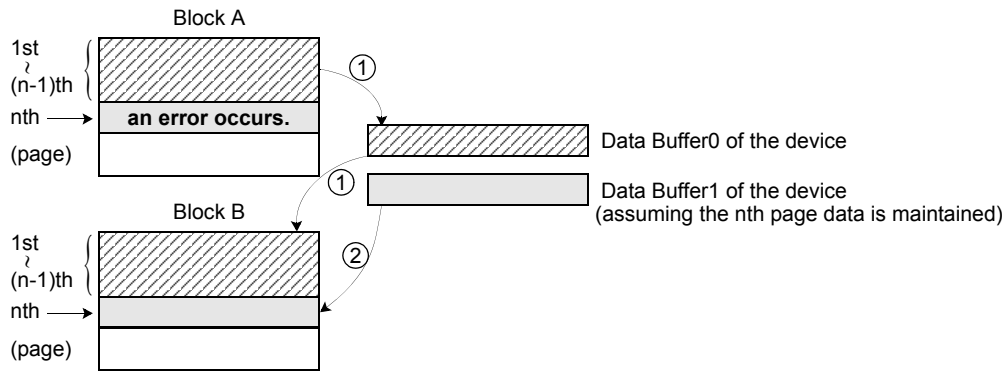 Block A
1st
~
(n-1)th
nth
(page)
an error occurs.
①
Data Buffer0 of the device
①
Data Buffer1 of the device
(assuming the nth page data is maintained)
Block B
1st
~
(n-1)th
nth
(page)
②